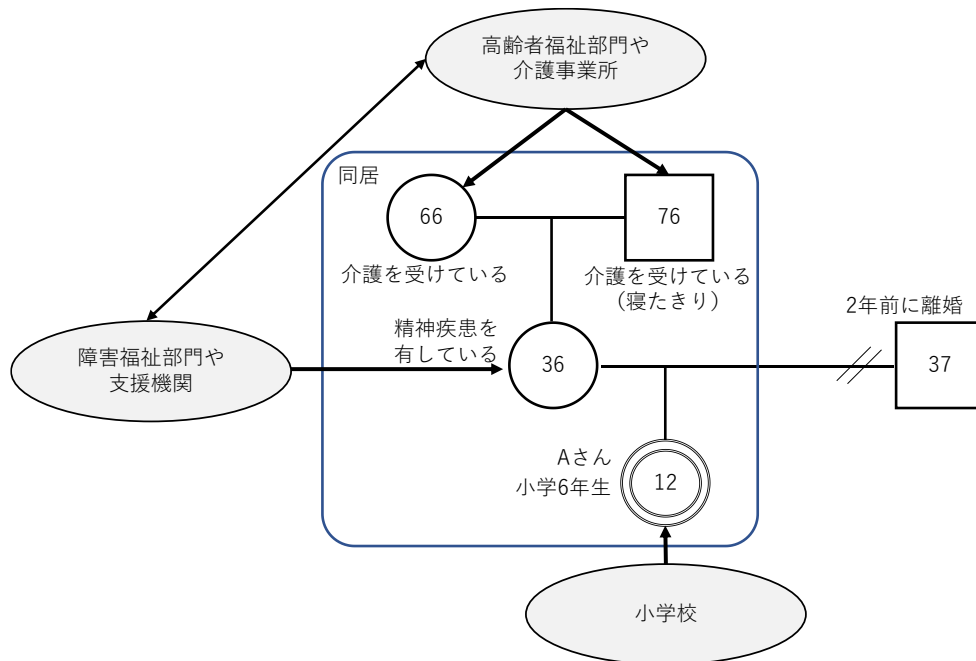 高齢者福祉部門や
介護事業所
同居
66
76
介護を受けている
介護を受けている
（寝たきり）
2年前に離婚
精神疾患を
有している
障害福祉部門や
支援機関
36
37
Aさん
小学6年生
12
小学校